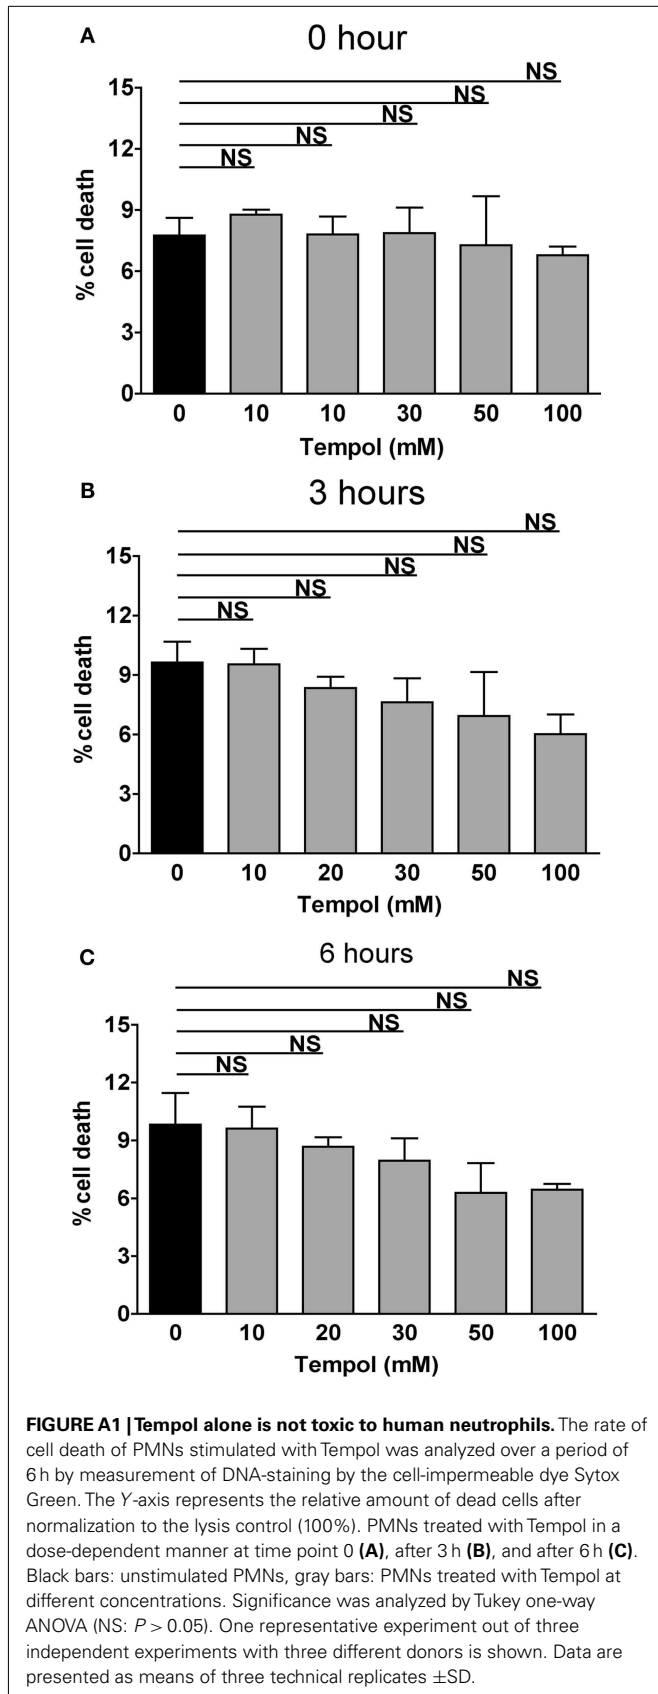 A
0 hour
NS
NS
NS
NS
NS
15
12
9
6
3
0
% cell death
0 10 10 30 50 100
Tempol (mM)
B
3 hours
NS
NS
NS
NS
NS
15
12
9
6
3
0
% cell death
0 10 20 30 50 100
Tempol (mM)
C
6 hours
NS
NS
NS
NS
NS
15
12
9
6
3
0
% cell death
0 10 20 30 50 100
Tempol (mM)
FIGURE A1 | Tempol alone is not toxic to human neutrophils. The rate of
cell death of PMNs stimulated with Tempol was analyzed over a period of
6 h by measurement of DNA-staining by the cell-impermeable dye Sytox
Green. The Y-axis represents the relative amount of dead cells after
normalization to the lysis control (100%). PMNs treated with Tempol in a
dose-dependent manner at time point 0 (A), after 3 h (B), and after 6 h (C).
Black bars: unstimulated PMNs, gray bars: PMNs treated with Tempol at
different concentrations. Significance was analyzed by Tukey one-way
ANOVA (NS: P > 0.05). One representative experiment out of three
independent experiments with three different donors is shown. Data are
presented as means of three technical replicates ±SD.